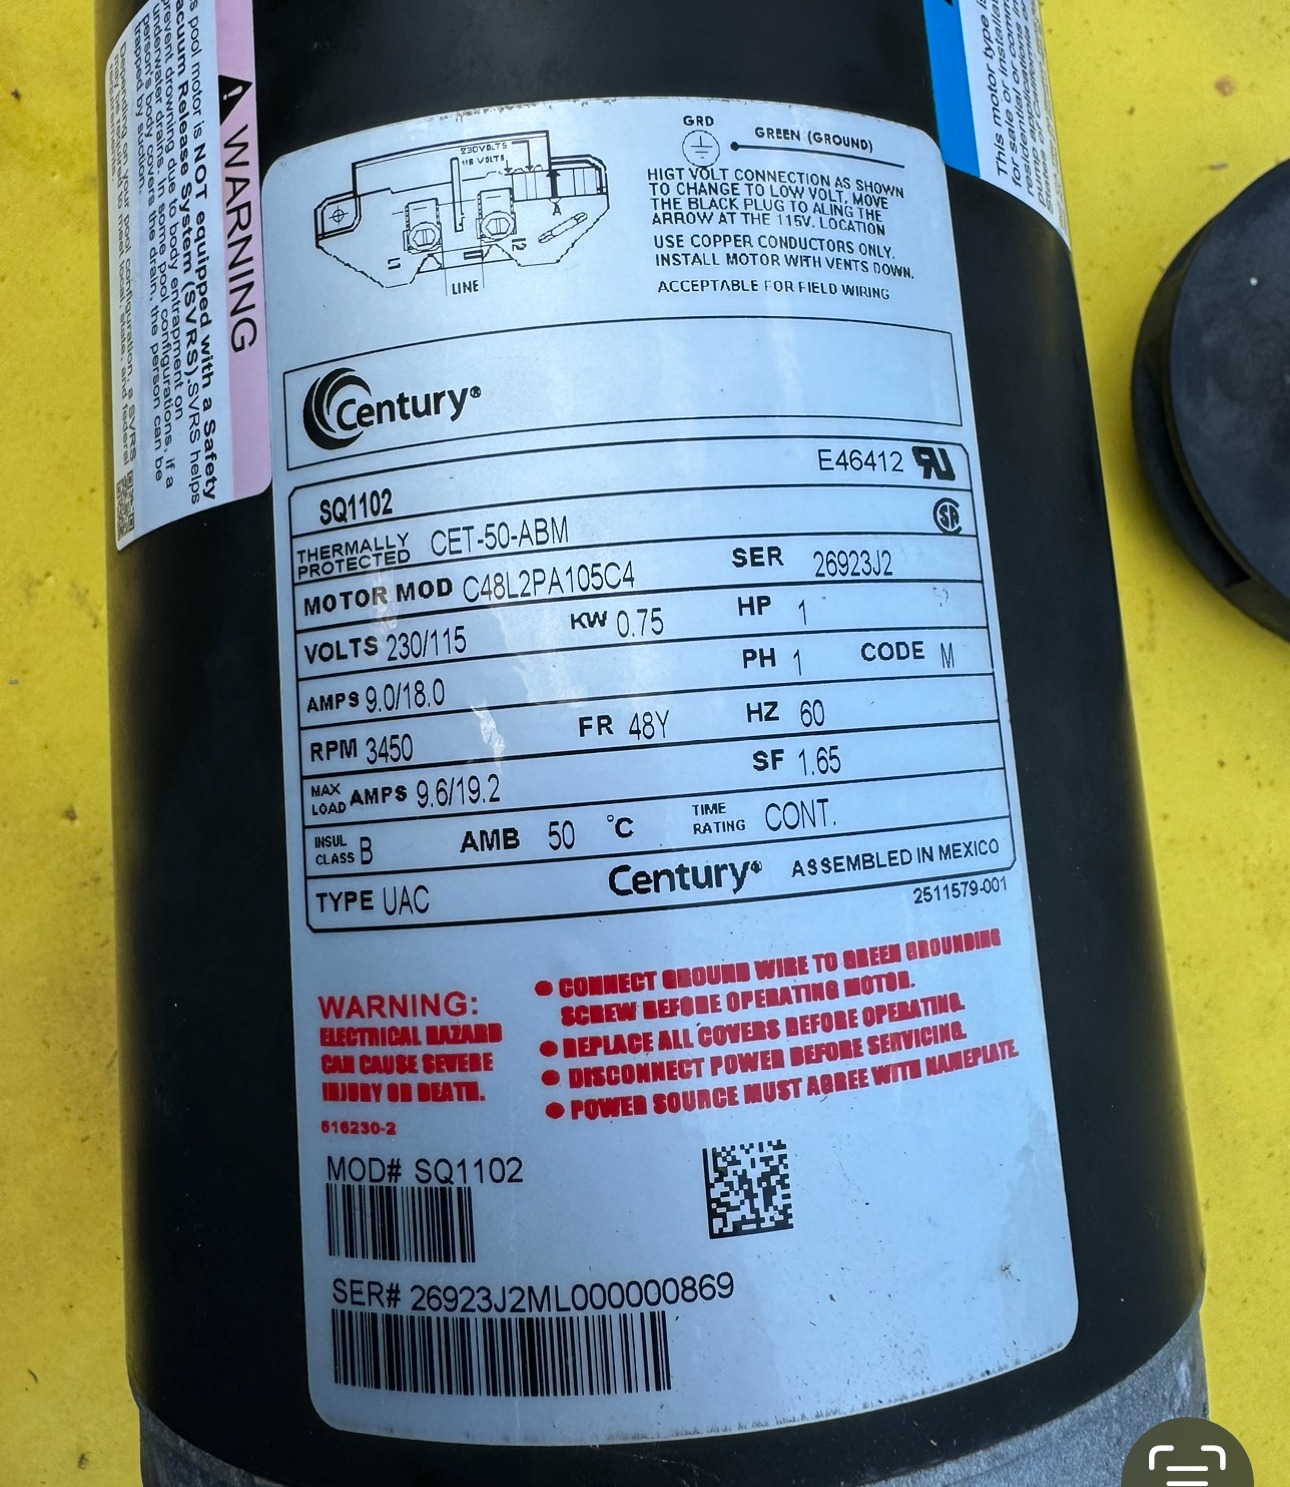 s pool motor is NOT equipped with a Safety
acuum Release System (SVRS). SVRS helps
prevent drowning due to body entrapment on
underwater drains. In some pool configurations, if a
person's body covers the drain, the person can be
trapped by suction.
WARNING
This motor type is
GRD
GREEN (GROUND)
230VOLTS
115 VOLTS
A
L1
L2
LINE
HIGT VOLT CONNECTION AS SHOWN
TO CHANGE TO LOW VOLT, MOVE
THE BLACK PLUG TO ALING THE
ARROW AT THE 115V. LOCATION
USE COPPER CONDUCTORS ONLY.
INSTALL MOTOR WITH VENTS DOWN.
ACCEPTABLE FOR FIELD WIRING
Century®
E46412
SQ1102
THERMALLY PROTECTED CET-50-ABM
MOTOR MOD C48L2PA105C4 SER 26923J2
VOLTS 230/115 KW 0.75 HP 1
AMPS 9.0/18.0 PH 1 CODE M
RPM 3450 FR 48Y HZ 60
MAX LOAD AMPS 9.6/19.2 SF 1.65
INSUL CLASS B AMB 50 °C TIME RATING CONT.
TYPE UAC Century® ASSEMBLED IN MEXICO
2511579-001
WARNING:
ELECTRICAL HAZARD
CAN CAUSE SEVERE
INJURY OR DEATH.
616230-2
● CONNECT GROUND WIRE TO GREEN GROUNDING
SCREW BEFORE OPERATING MOTOR.
● REPLACE ALL COVERS BEFORE OPERATING.
● DISCONNECT POWER BEFORE SERVICING.
● POWER SOURCE MUST AGREE WITH NAMEPLATE.
MOD# SQ1102
SER# 26923J2ML000000869